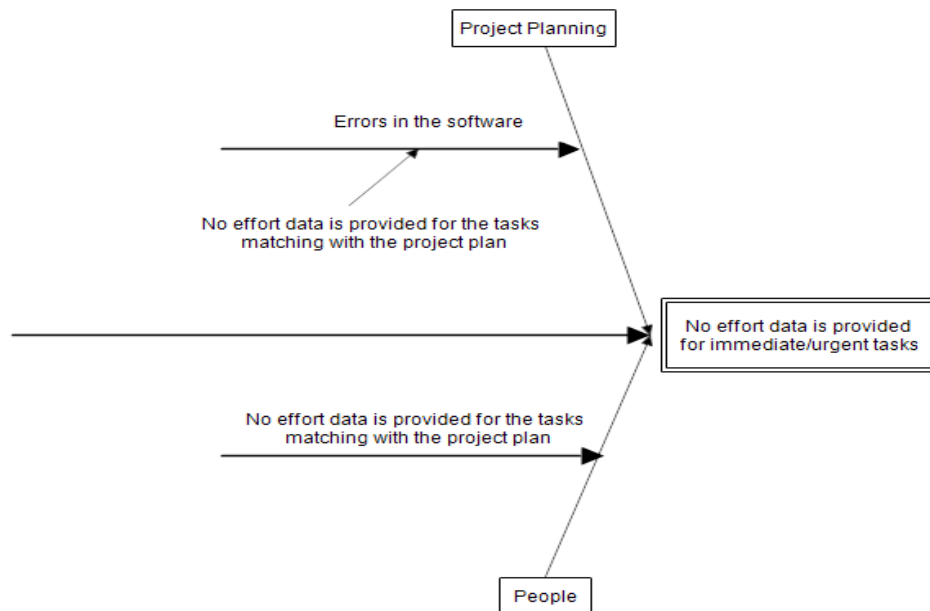 Project Planning
Errors in the software
No effort data is provided for the tasks
matching with the project plan
No effort data is provided
for immediate/urgent tasks
No effort data is provided for the tasks
matching with the project plan
People